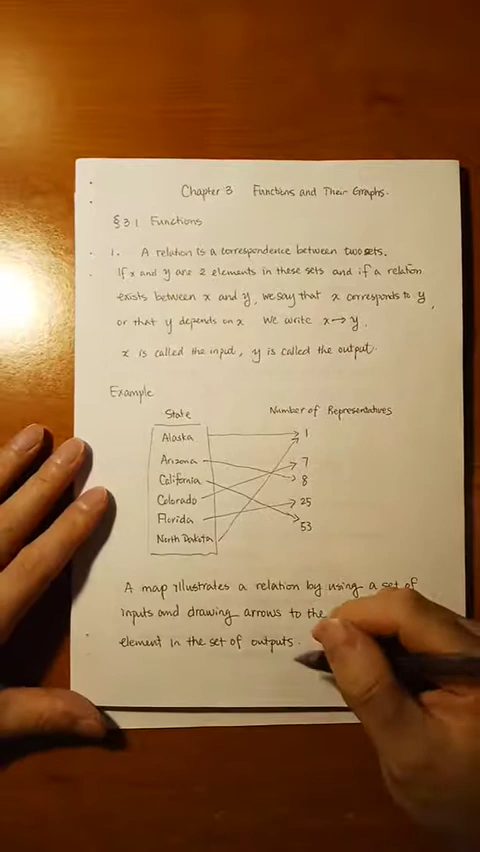 Chapter 3 Functions and Their Graphs.
§3.1 Functions
1. A relation is a correspondence between two sets.
If x and y are 2 elements in these sets and if a relation
exists between x and y, we say that x corresponds to y,
or that y depends on x We write x→y.
x is called the input, y is called the output.
Example
State Number of Representatives
Alaska 1
Arizona 7
California 8
Colorado 25
Florida 53
North Dakota
A map illustrates a relation by using a set of
inputs and drawing arrows to the
element in the set of outputs.